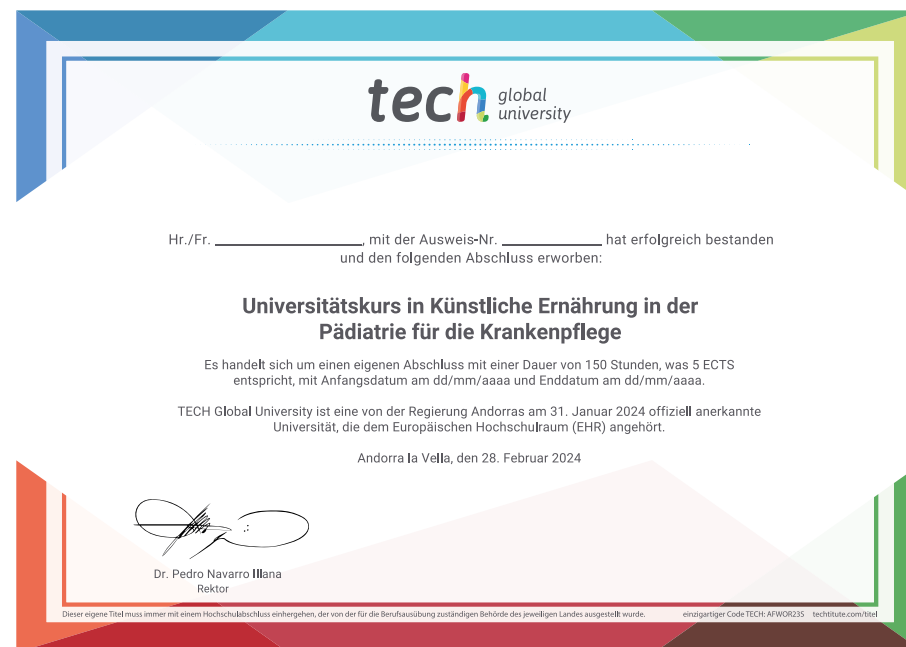 tech global university
Hr./Fr. ____________________, mit der Ausweis-Nr. ______________ hat erfolgreich bestanden
und den folgenden Abschluss erworben:
Universitätskurs in Künstliche Ernährung in der
Pädiatrie für die Krankenpflege
Es handelt sich um einen eigenen Abschluss mit einer Dauer von 150 Stunden, was 5 ECTS
entspricht, mit Anfangsdatum am dd/mm/aaaa und Enddatum am dd/mm/aaaa.
TECH Global University ist eine von der Regierung Andorras am 31. Januar 2024 offiziell anerkannte
Universität, die dem Europäischen Hochschulraum (EHR) angehört.
Andorra la Vella, den 28. Februar 2024
Dr. Pedro Navarro Illana
Rektor
Dieser eigene Titel muss immer mit einem Hochschulabschluss einhergehen, der von der für die Berufsausübung zuständigen Behörde des jeweiligen Landes ausgestellt wurde. einzigartiger Code TECH: AFWOR235 techtitute.com/titel